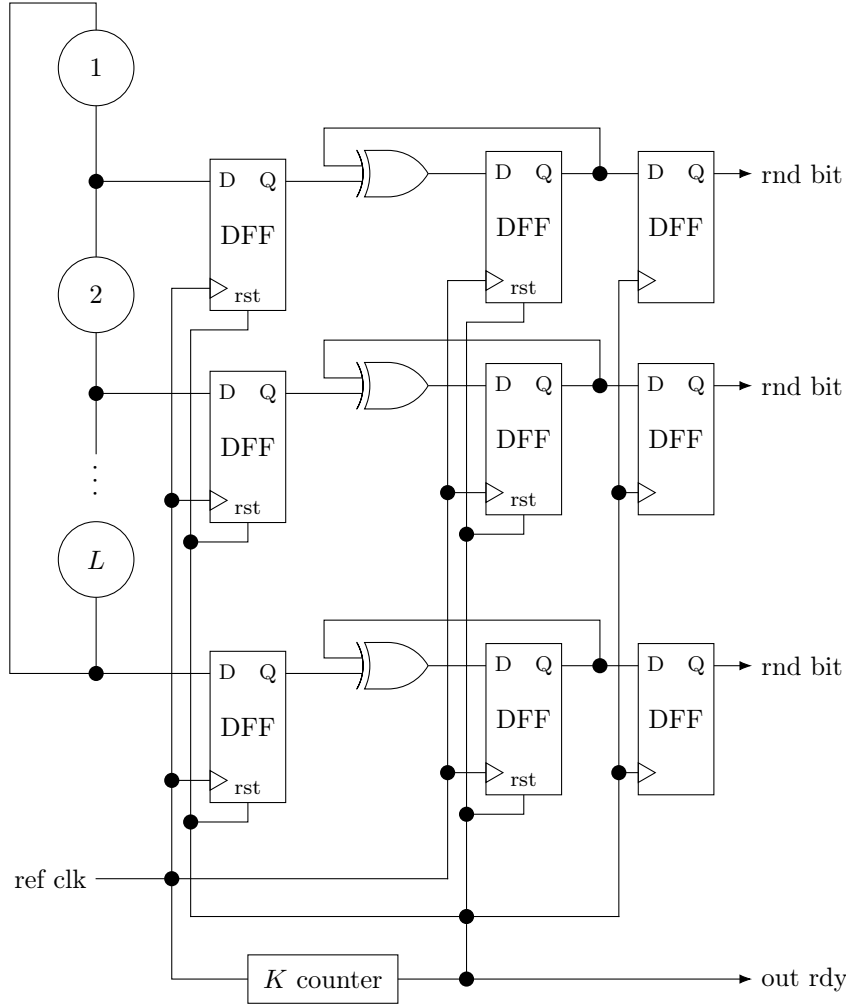 1
D Q D Q D Q rnd bit
DFF DFF DFF
2
rst rst
D Q D Q D Q rnd bit
DFF DFF DFF
⋮
rst rst
L
D Q D Q D Q rnd bit
DFF DFF DFF
rst rst
ref clk
K counter out rdy